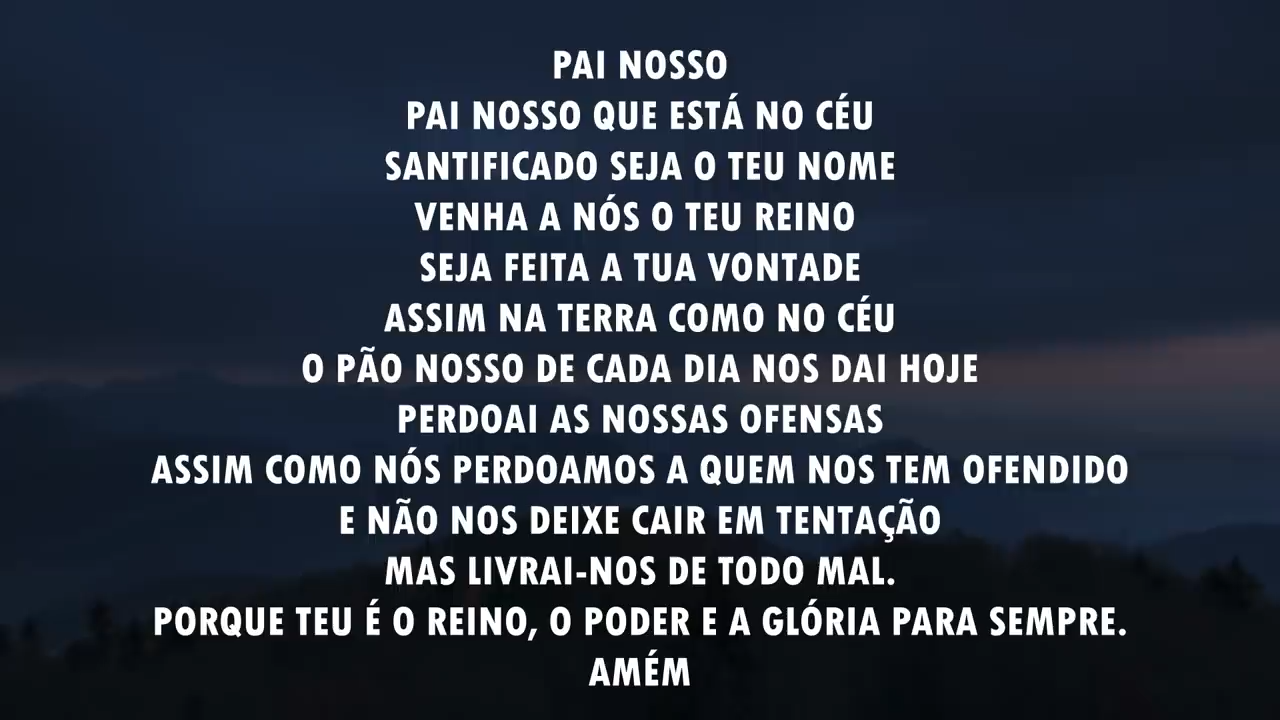 PAI NOSSO
PAI NOSSO QUE ESTÁ NO CÉU
SANTIFICADO SEJA O TEU NOME
VENHA A NÓS O TEU REINO
SEJA FEITA A TUA VONTADE
ASSIM NA TERRA COMO NO CÉU
O PÃO NOSSO DE CADA DIA NOS DAI HOJE
PERDOAI AS NOSSAS OFENSAS
ASSIM COMO NÓS PERDOAMOS A QUEM NOS TEM OFENDIDO
E NÃO NOS DEIXE CAIR EM TENTAÇÃO
MAS LIVRAI-NOS DE TODO MAL.
PORQUE TEU É O REINO, O PODER E A GLÓRIA PARA SEMPRE.
AMÉM